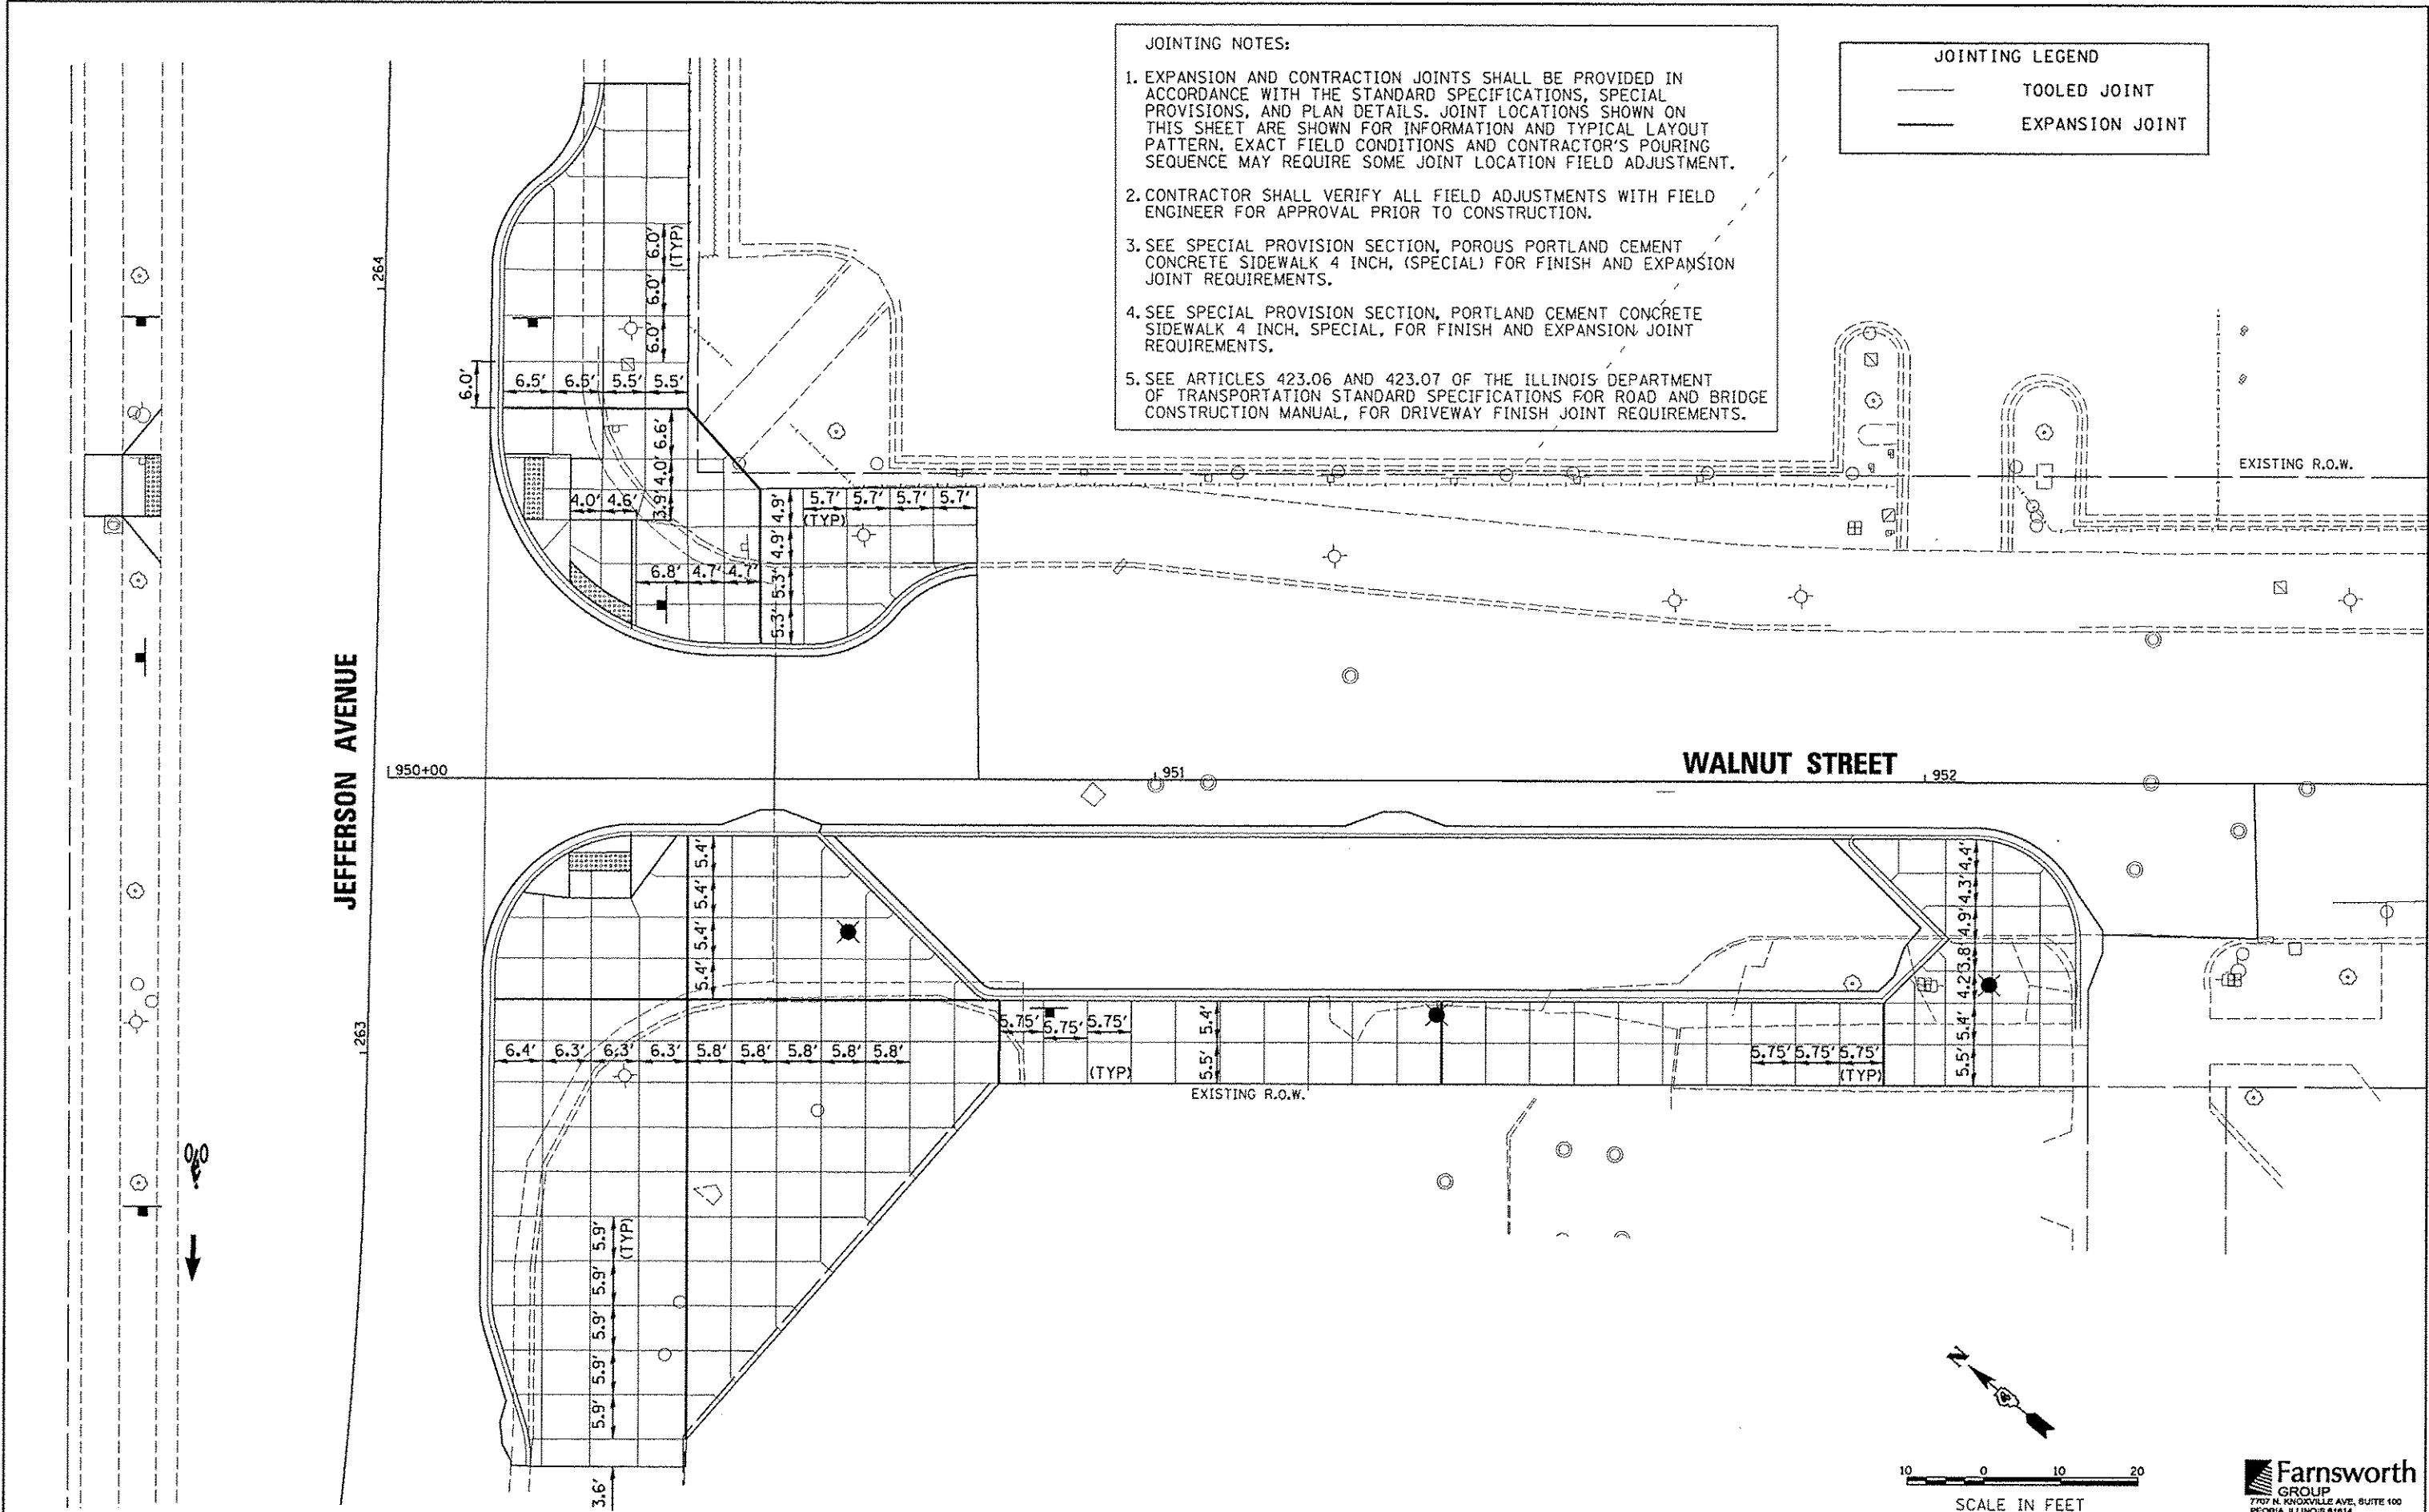 JOINTING NOTES:
1. EXPANSION AND CONTRACTION JOINTS SHALL BE PROVIDED IN
ACCORDANCE WITH THE STANDARD SPECIFICATIONS, SPECIAL
PROVISIONS, AND PLAN DETAILS. JOINT LOCATIONS SHOWN ON
THIS SHEET ARE SHOWN FOR INFORMATION AND TYPICAL LAYOUT
PATTERN. EXACT FIELD CONDITIONS AND CONTRACTOR'S POURING
SEQUENCE MAY REQUIRE SOME JOINT LOCATION FIELD ADJUSTMENT.
2. CONTRACTOR SHALL VERIFY ALL FIELD ADJUSTMENTS WITH FIELD
ENGINEER FOR APPROVAL PRIOR TO CONSTRUCTION.
3. SEE SPECIAL PROVISION SECTION, POROUS PORTLAND CEMENT
CONCRETE SIDEWALK 4 INCH, (SPECIAL) FOR FINISH AND EXPANSION
JOINT REQUIREMENTS.
4. SEE SPECIAL PROVISION SECTION, PORTLAND CEMENT CONCRETE
SIDEWALK 4 INCH, SPECIAL, FOR FINISH AND EXPANSION JOINT
REQUIREMENTS.
5. SEE ARTICLES 423.06 AND 423.07 OF THE ILLINOIS DEPARTMENT
OF TRANSPORTATION STANDARD SPECIFICATIONS FOR ROAD AND BRIDGE
CONSTRUCTION MANUAL, FOR DRIVEWAY FINISH JOINT REQUIREMENTS.
JOINTING LEGEND
TOOLED JOINT
EXPANSION JOINT
264
6.0'
6.0'
(TYP)
6.0'
6.0'
6.5' 6.5' 5.5' 5.5'
6.6'
4.0'
3.9'
4.0' 4.6'
4.9'
4.9'
5.3'
5.3'
5.7' 5.7' 5.7' 5.7'
(TYP)
6.8' 4.7' 4.7'
EXISTING R.O.W.
JEFFERSON AVENUE
950+00
951
WALNUT STREET
952
5.4'
5.4'
5.4'
5.4'
4.4'
4.3'
4.9'
3.8'
4.2'
5.4'
5.5'
263
6.4' 6.3' 6.3' 6.3' 5.8' 5.8' 5.8' 5.8' 5.8'
5.75' 5.75' 5.75'
(TYP)
5.4'
5.5'
5.75' 5.75' 5.75'
(TYP)
EXISTING R.O.W.
5.9'
(TYP)
5.9'
5.9'
5.9'
5.9'
3.6'
N
10 0 10 20
SCALE IN FEET
Farnsworth
GROUP
7707 N. KNOXVILLE AVE, SUITE 100
PEORIA, ILLINOIS 61614